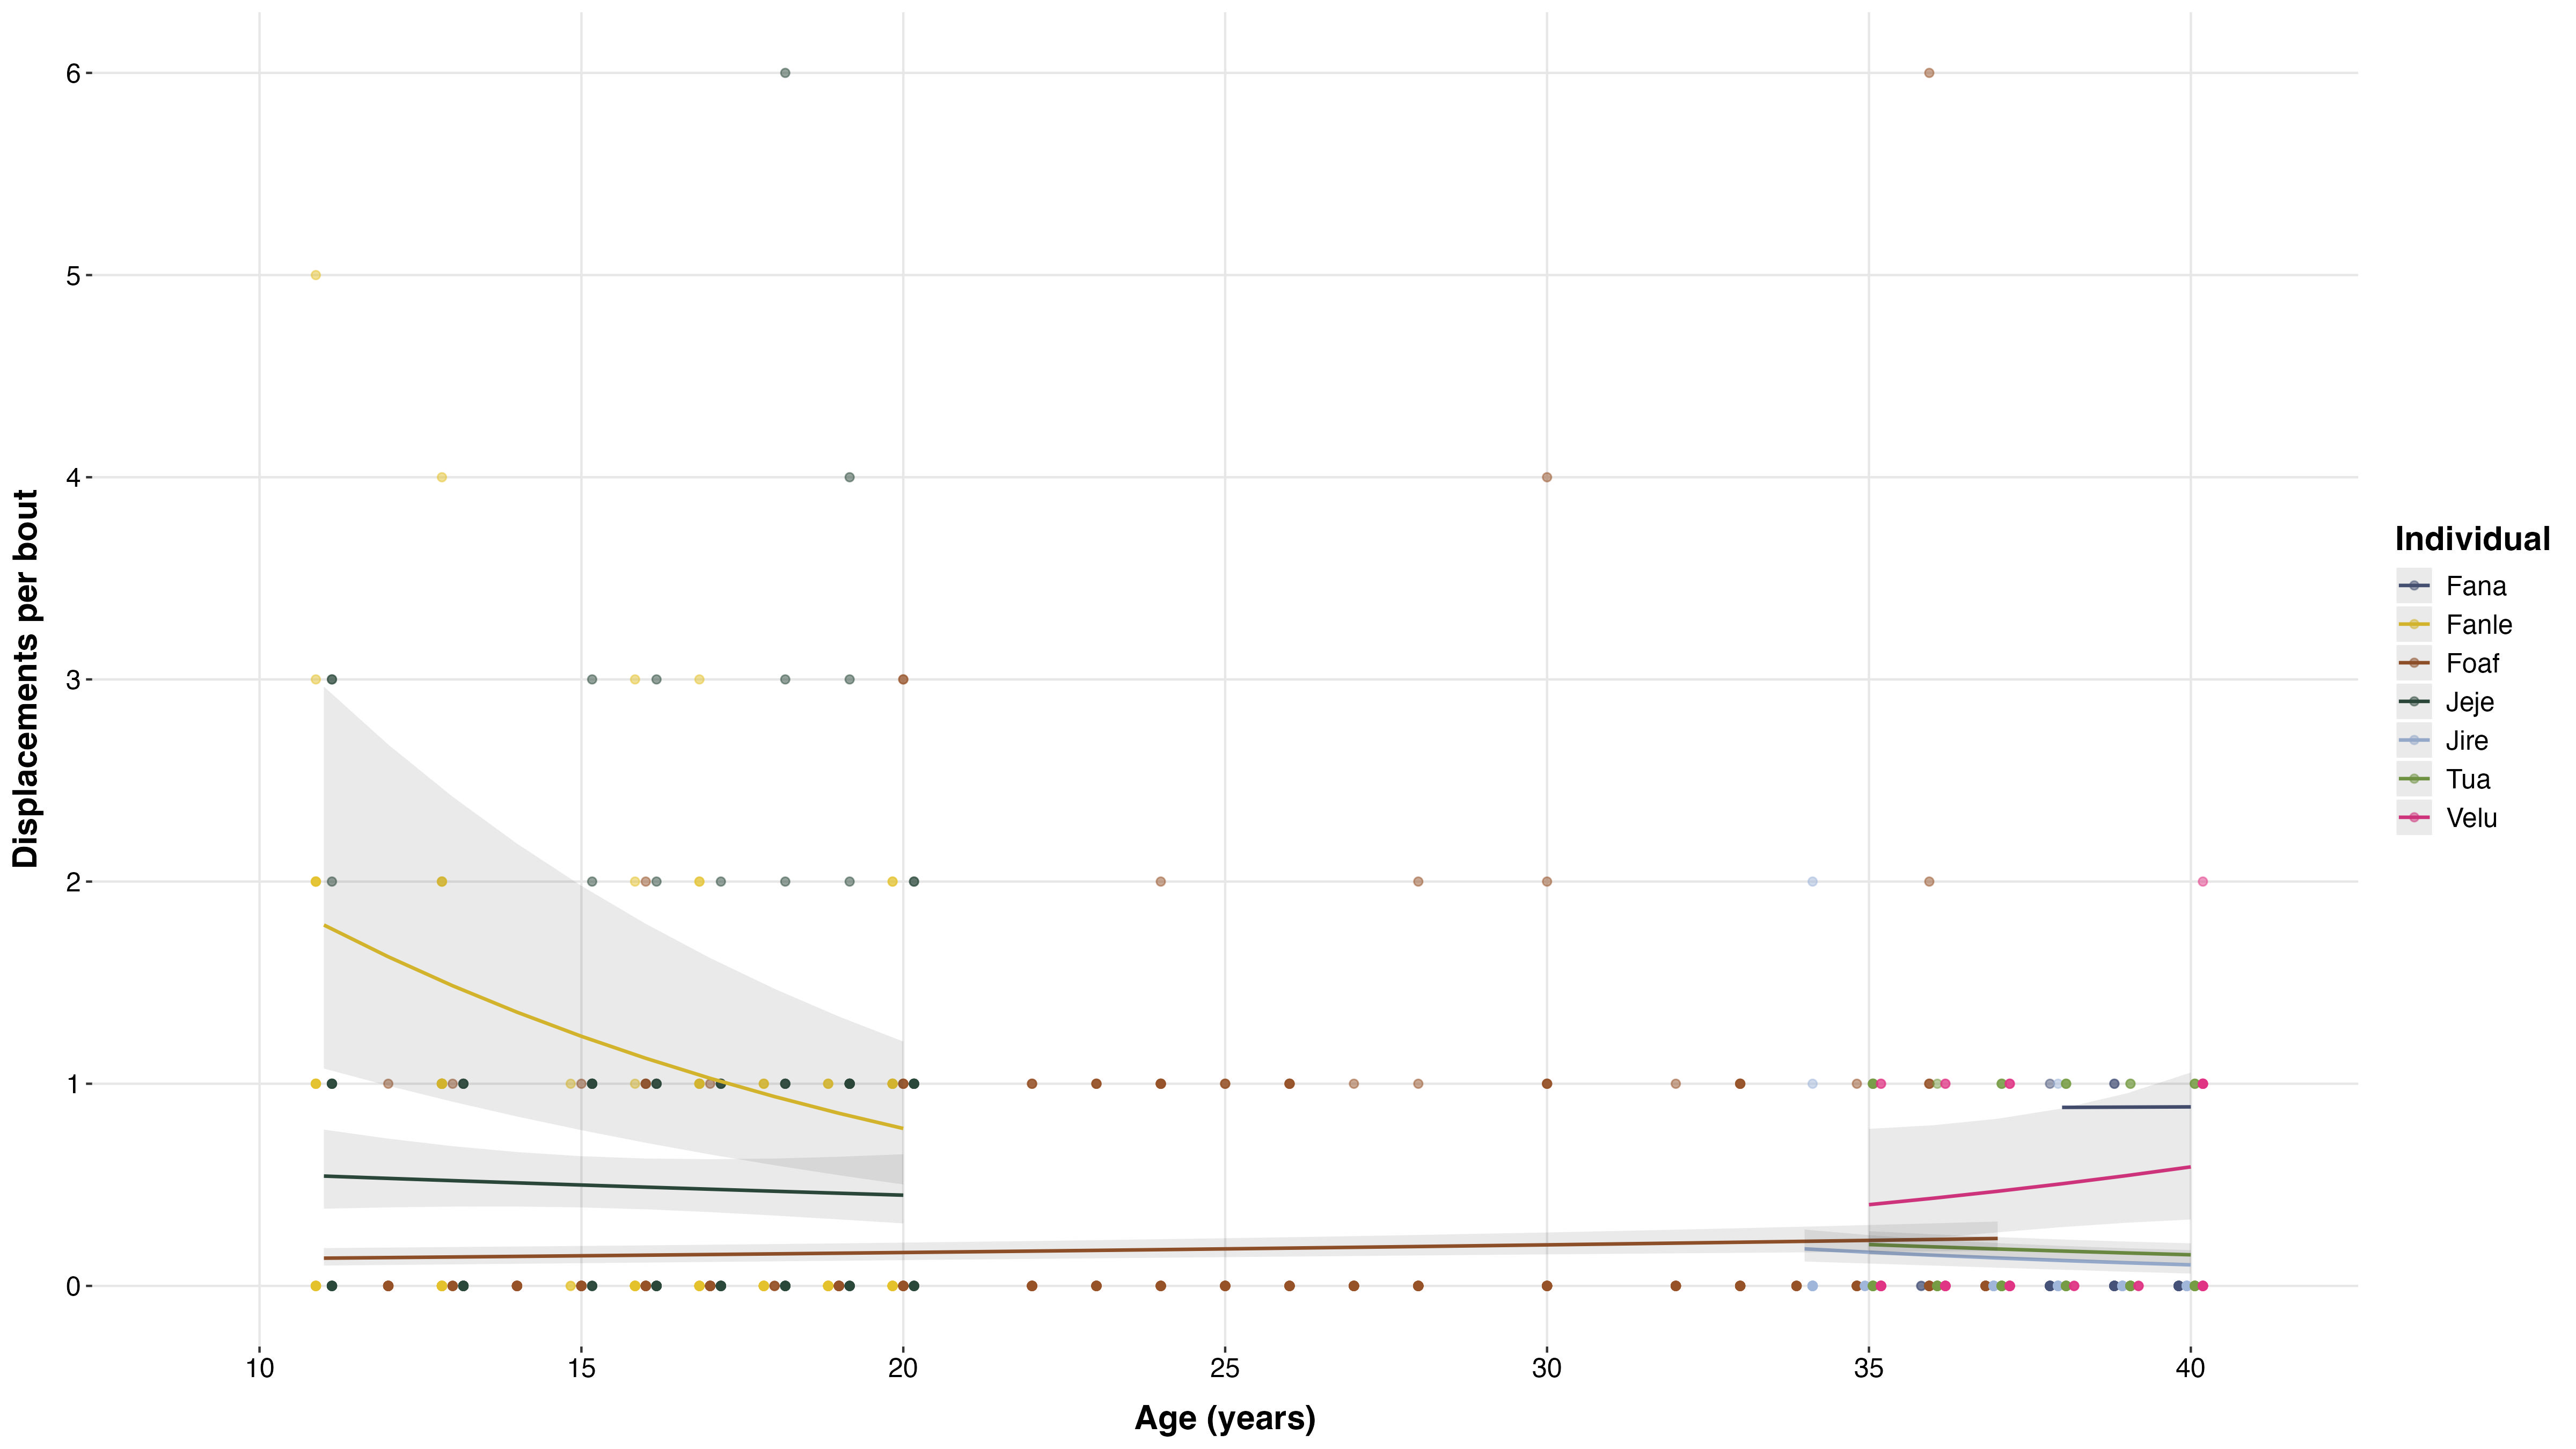 6
5
4
3
2
1
0
Displacements per bout
10 15 20 25 30 35 40
Age (years)
Individual
Fana
Fanle
Foaf
Jeje
Jire
Tua
Velu